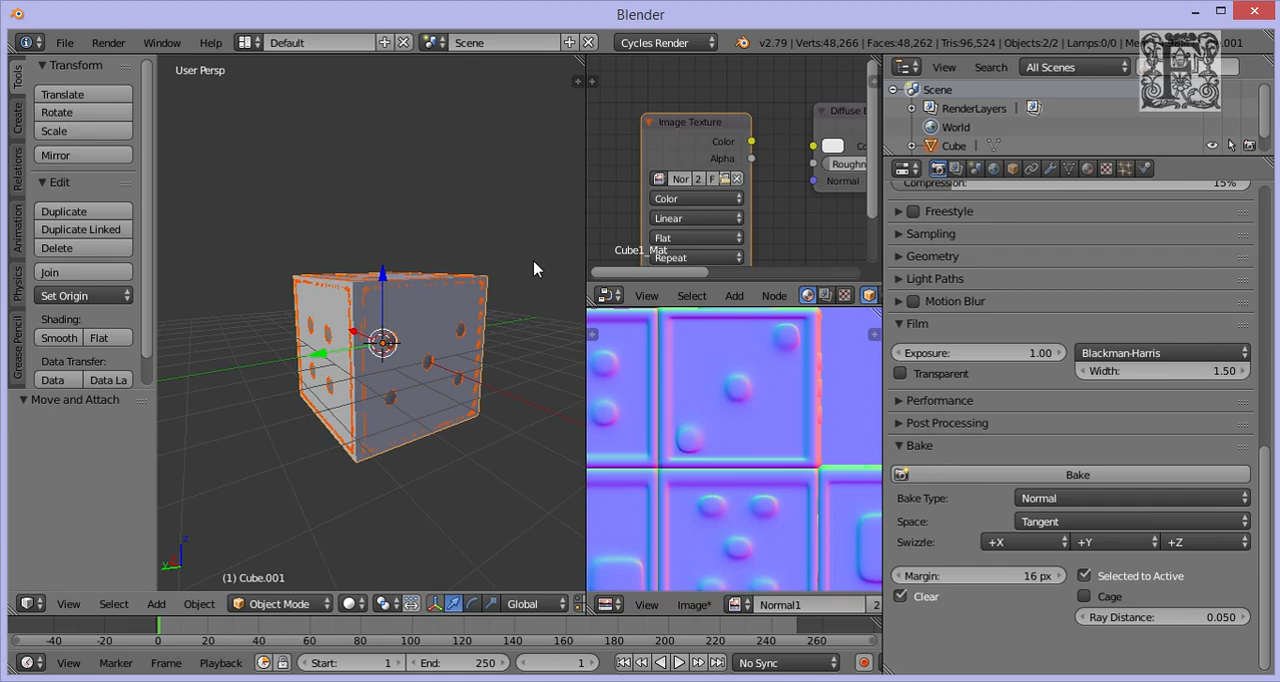 Blender
File Render Window Help Default Scene Cycles Render v2.79 | Verts:48,266 | Faces:48,262 | Tris:96,524 | Objects:2/2 | Lamps:0/0 | .001
Tools
Create
Relations
Animation
Physics
Grease Pencil
Transform
Translate
Rotate
Scale
Mirror
Edit
Duplicate
Duplicate Linked
Delete
Join
Set Origin
Shading:
Smooth Flat
Data Transfer:
Data Data La
Move and Attach
User Persp
(1) Cube.001
View Select Add Object Object Mode Global
Image Texture
Color
Alpha
Nor 2 F
Color
Linear
Flat
Repeat
Cube1_Mat
Diffuse
Co
Roughn
Normal
View Select Add Node
View Image* Normal1 2
View Search All Scenes
Scene
RenderLayers |
World
Cube |
Compression: 15%
Freestyle
Sampling
Geometry
Light Paths
Motion Blur
Film
Exposure: 1.00 Blackman-Harris
Transparent Width: 1.50
Performance
Post Processing
Bake
Bake
Bake Type: Normal
Space: Tangent
Swizzle: +X +Y +Z
Margin: 16 px Selected to Active
Clear Cage
Ray Distance: 0.050
-40 -20 0 20 40 60 80 100 120 140 160 180 200 220 240 260
View Marker Frame Playback Start: 1 End: 250 1 No Sync